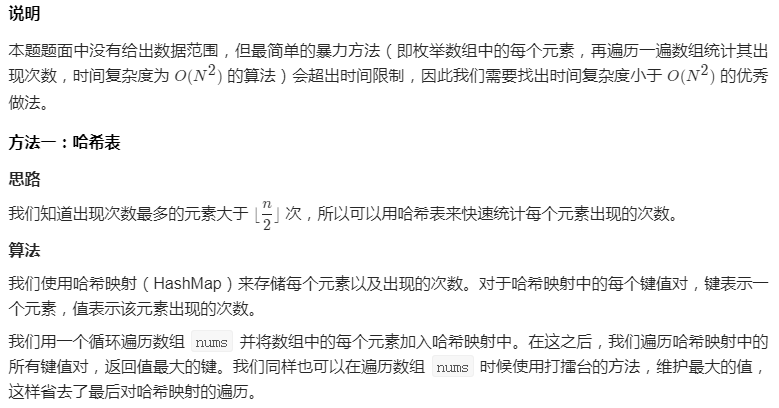 说明
本题题面中没有给出数据范围，但最简单的暴力方法（即枚举数组中的每个元素，再遍历一遍数组统计其出
现次数，时间复杂度为 O(N²) 的算法）会超出时间限制，因此我们需要找出时间复杂度小于 O(N²) 的优秀
做法。
方法一：哈希表
思路
我们知道出现次数最多的元素大于 ⌊n/2⌋ 次，所以可以用哈希表来快速统计每个元素出现的次数。
算法
我们使用哈希映射（HashMap）来存储每个元素以及出现的次数。对于哈希映射中的每个键值对，键表示一
个元素，值表示该元素出现的次数。
我们用一个循环遍历数组 nums 并将数组中的每个元素加入哈希映射中。在这之后，我们遍历哈希映射中的
所有键值对，返回值最大的键。我们同样也可以在遍历数组 nums 时候使用打擂台的方法，维护最大的值，
这样省去了最后对哈希映射的遍历。